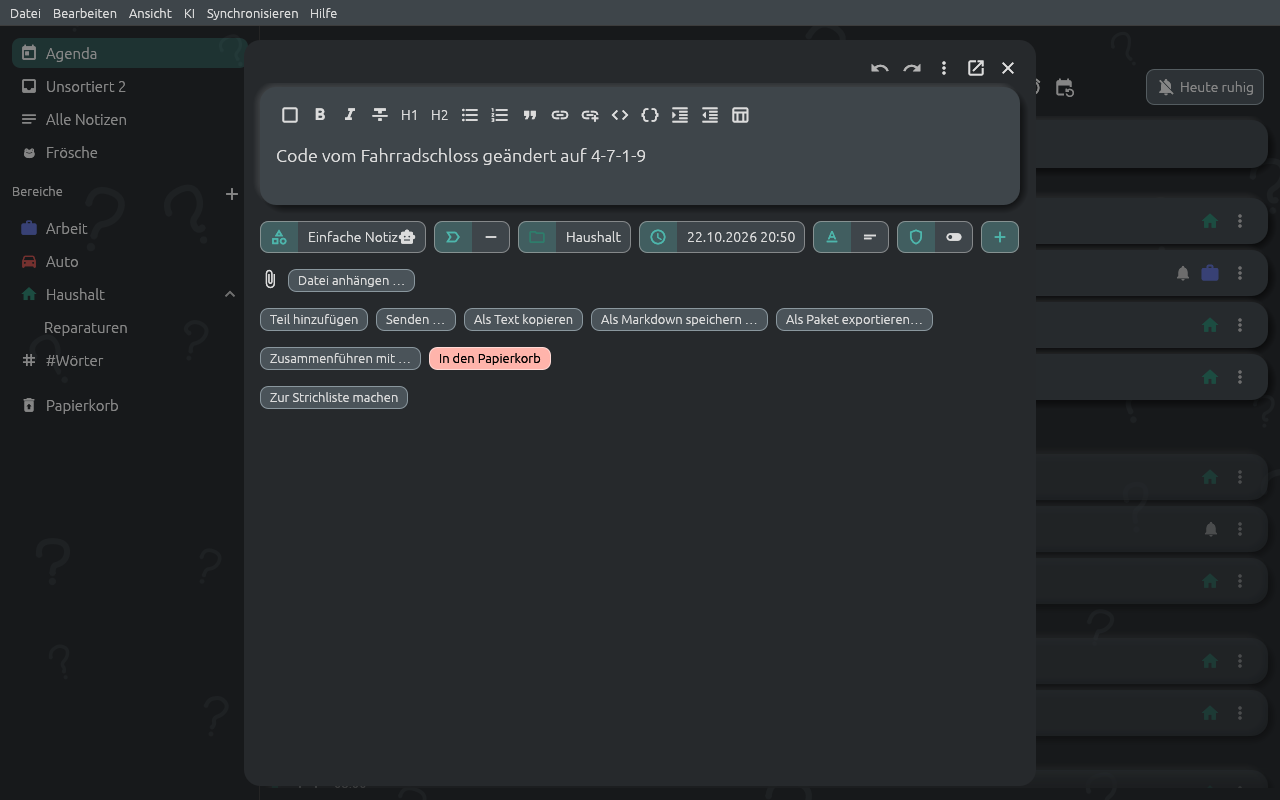 Datei Bearbeiten Ansicht KI Synchronisieren Hilfe
Agenda
Unsortiert 2
Alle Notizen
Frösche
Bereiche
Arbeit
Auto
Haushalt
Reparaturen
#Wörter
Papierkorb
Heute ruhig
B I S H1 H2
Code vom Fahrradschloss geändert auf 4-7-1-9
Einfache Notiz
Haushalt
22.10.2026 20:50
Datei anhängen …
Teil hinzufügen
Senden …
Als Text kopieren
Als Markdown speichern …
Als Paket exportieren…
Zusammenführen mit …
In den Papierkorb
Zur Strichliste machen